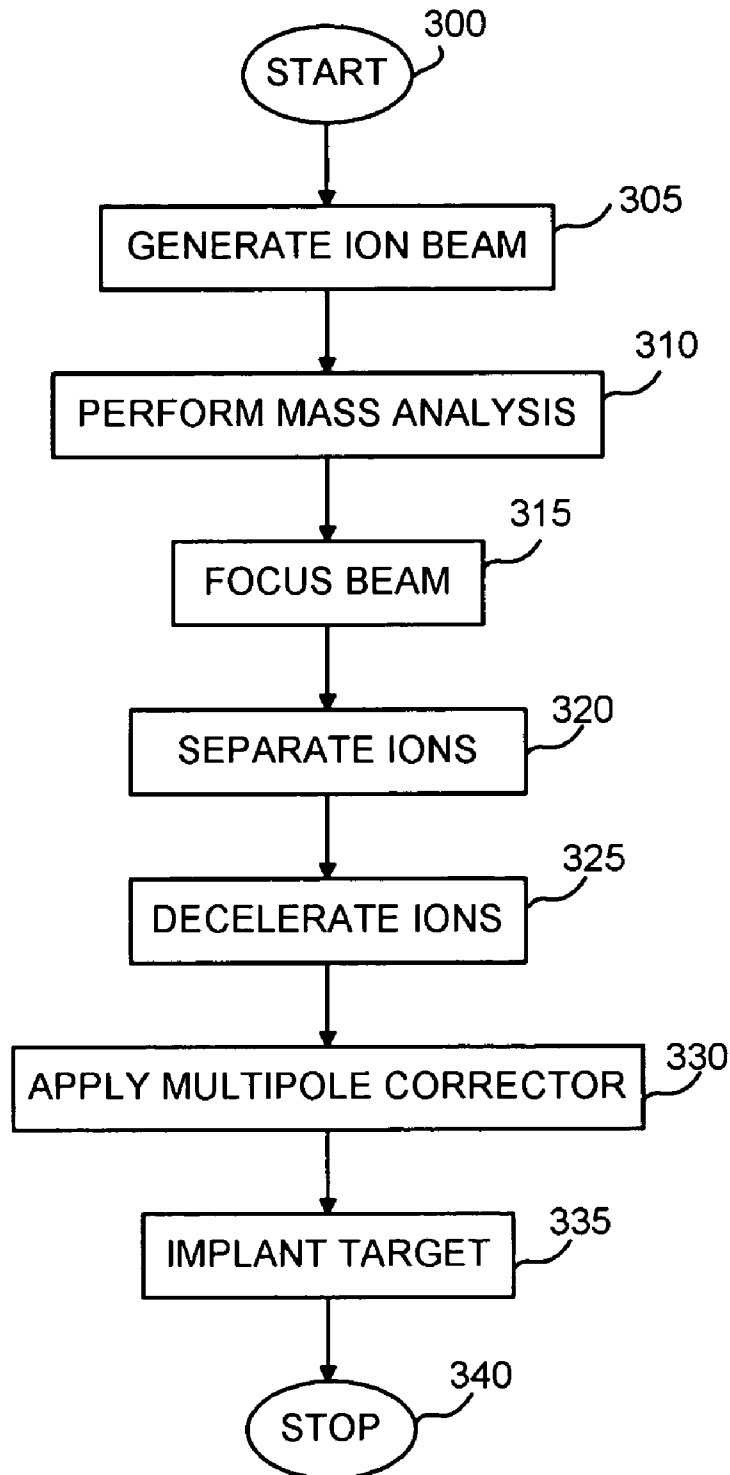 300
START
305
GENERATE ION BEAM
310
PERFORM MASS ANALYSIS
315
FOCUS BEAM
320
SEPARATE IONS
325
DECELERATE IONS
330
APPLY MULTIPOLE CORRECTOR
335
IMPLANT TARGET
340
STOP